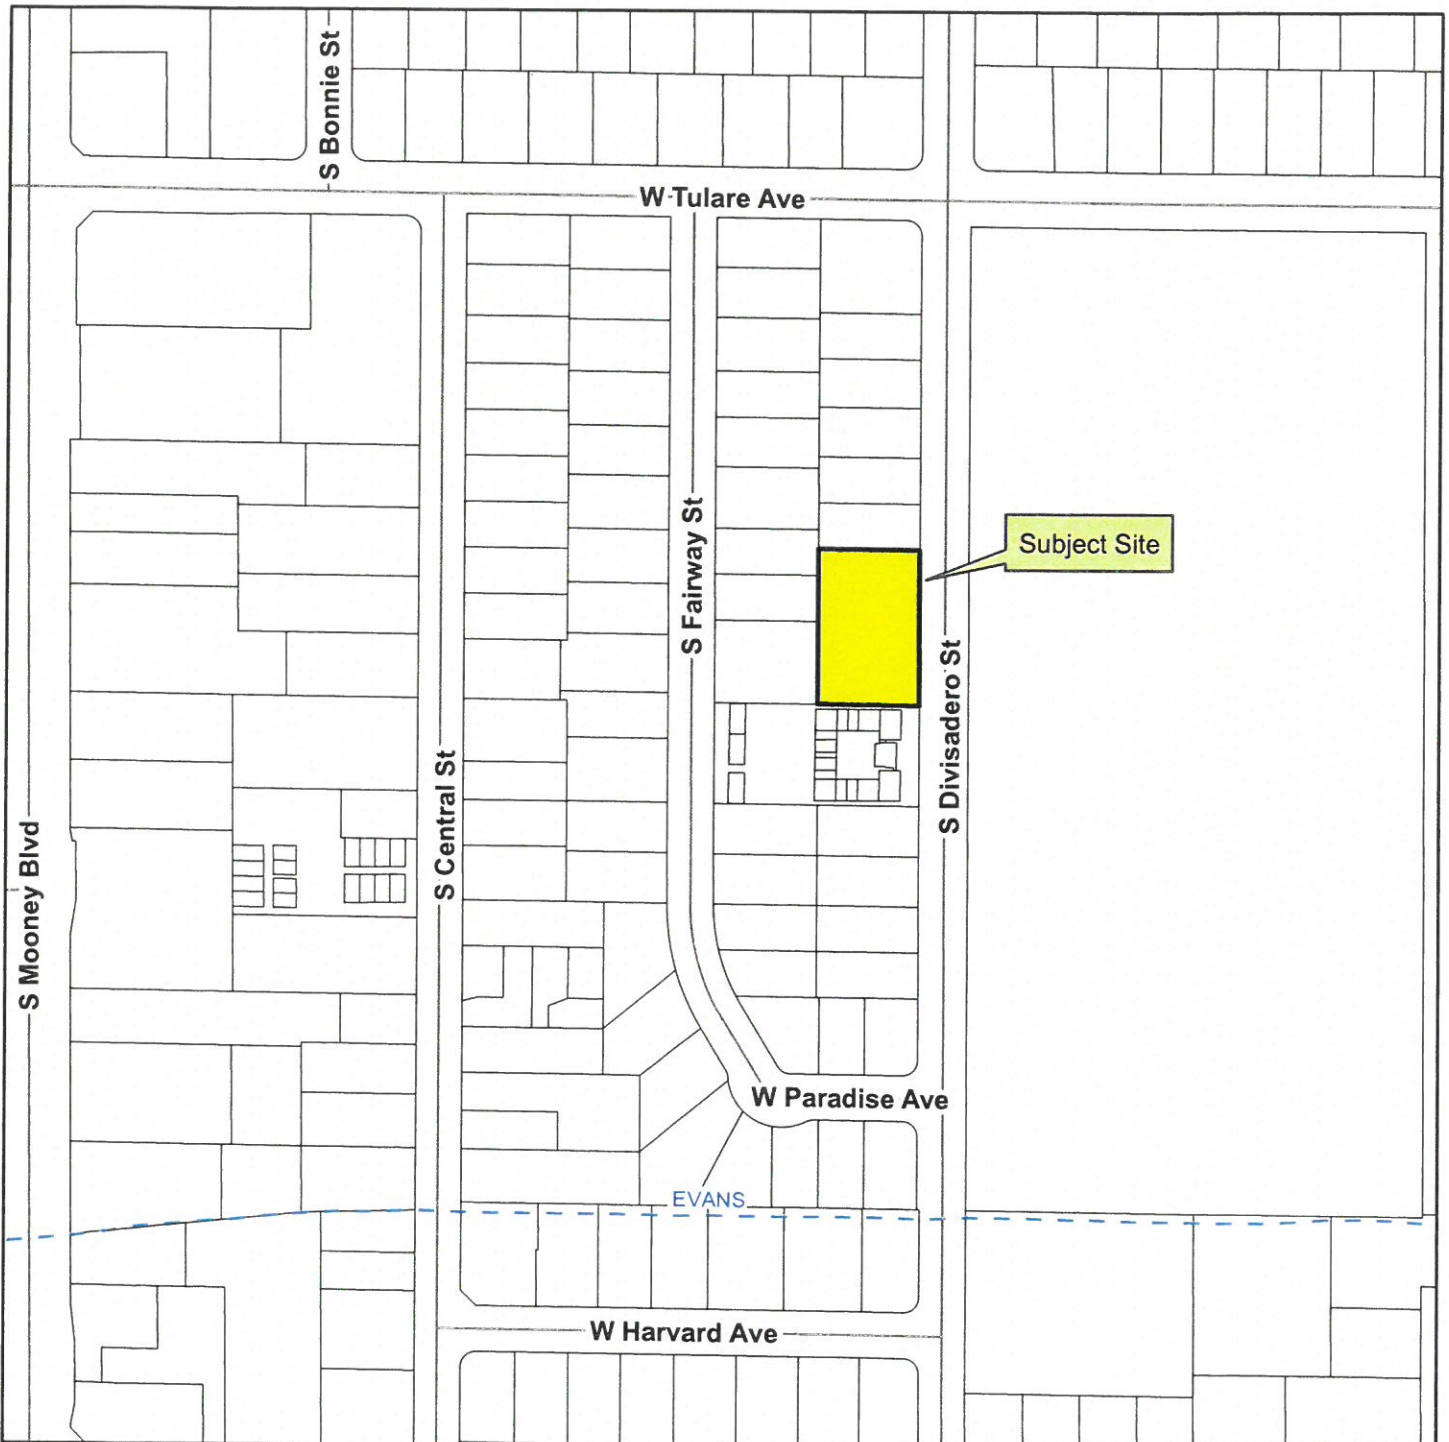 S Bonnie St
W Tulare Ave
S Fairway St
Subject Site
S Divisadero St
S Central St
S Mooney Blvd
W Paradise Ave
EVANS
W Harvard Ave